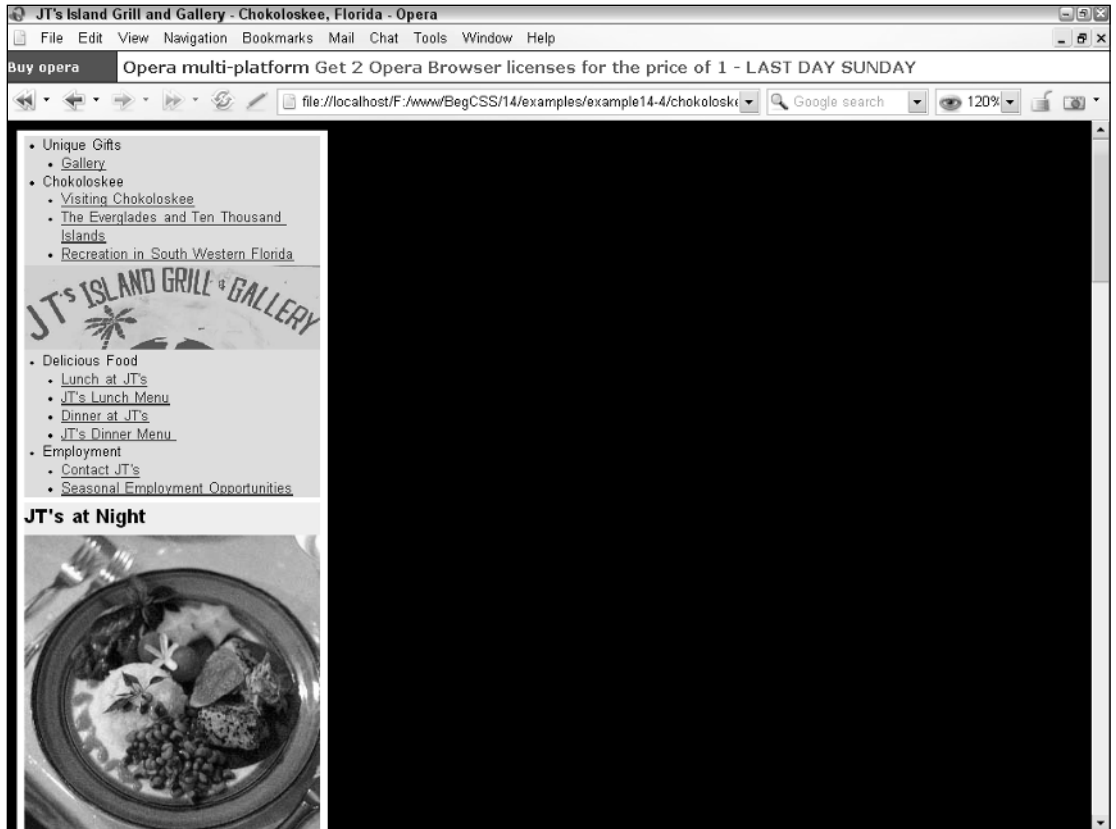 JT's Island Grill and Gallery - Chokoloskee, Florida - Opera
File Edit View Navigation Bookmarks Mail Chat Tools Window Help
Buy opera Opera multi-platform Get 2 Opera Browser licenses for the price of 1 - LAST DAY SUNDAY
file://localhost/F:/www/BegCSS/14/examples/example14-4/chokoloske Google search 120%
• Unique Gifts
• Gallery
• Chokoloskee
• Visiting Chokoloskee
• The Everglades and Ten Thousand
Islands
• Recreation in South Western Florida
JT's ISLAND GRILL & GALLERY
• Delicious Food
• Lunch at JT's
• JT's Lunch Menu
• Dinner at JT's
• JT's Dinner Menu
• Employment
• Contact JT's
• Seasonal Employment Opportunities
JT's at Night